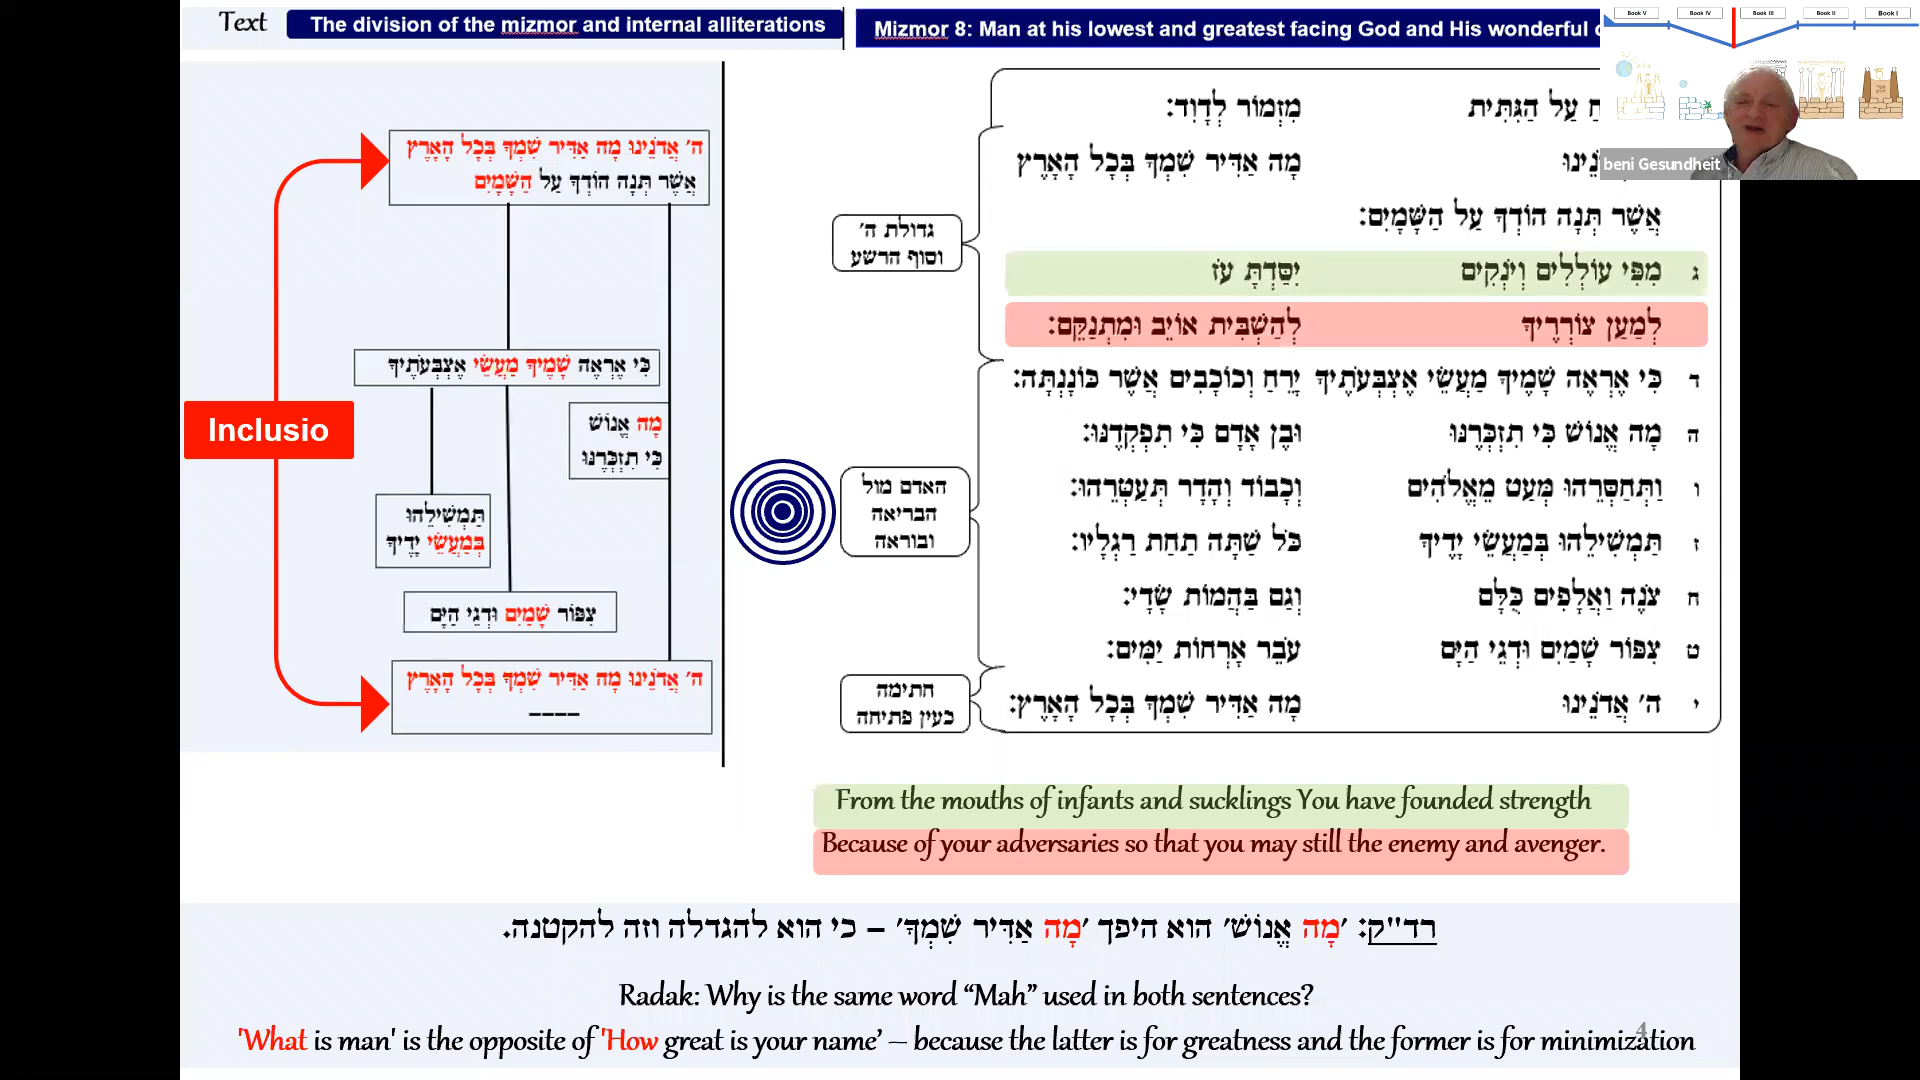 Text
The division of the mizmor and internal alliterations
Mizmor 8: Man at his lowest and greatest facing God and His wonderful
Book V
Book IV
Book III
Book II
Book I
beni Gesundheit
ה׳ אֲדֹנֵינוּ מָה אַדִּיר שִׁמְךָ בְּכָל הָאָרֶץ
אֲשֶׁר תְּנָה הוֹדְךָ עַל הַשָּׁמָיִם
כִּי אֶרְאֶה שָׁמֶיךָ מַעֲשֵׂי אֶצְבְּעֹתֶיךָ
מָה אֱנוֹשׁ
כִּי תִזְכְּרֶנּוּ
Inclusio
תַּמְשִׁילֵהוּ
בְּמַעֲשֵׂי יָדֶיךָ
צִפּוֹר שָׁמַיִם וּדְגֵי הַיָּם
ה׳ אֲדֹנֵינוּ מָה אַדִּיר שִׁמְךָ בְּכָל הָאָרֶץ
----
עַל הַגִּתִּית מִזְמוֹר לְדָוִד:
מָה אַדִּיר שִׁמְךָ בְּכָל הָאָרֶץ
אֲשֶׁר תְּנָה הוֹדְךָ עַל הַשָּׁמָיִם:
גדולת ה׳
וסוף הרשע
ג מִפִּי עוֹלְלִים וְיֹנְקִים יִסַּדְתָּ עֹז
לְמַעַן צוֹרְרֶיךָ לְהַשְׁבִּית אוֹיֵב וּמִתְנַקֵּם:
ד כִּי אֶרְאֶה שָׁמֶיךָ מַעֲשֵׂי אֶצְבְּעֹתֶיךָ יָרֵחַ וְכוֹכָבִים אֲשֶׁר כּוֹנָנְתָּה:
ה מָה אֱנוֹשׁ כִּי תִזְכְּרֶנּוּ וּבֶן אָדָם כִּי תִפְקְדֶנּוּ:
ו וַתְּחַסְּרֵהוּ מְּעַט מֵאֱלֹהִים וְכָבוֹד וְהָדָר תְּעַטְּרֵהוּ:
ז תַּמְשִׁילֵהוּ בְּמַעֲשֵׂי יָדֶיךָ כֹּל שַׁתָּה תַחַת רַגְלָיו:
ח צֹנֶה וַאֲלָפִים כֻּלָּם וְגַם בַּהֲמוֹת שָׂדָי:
ט צִפּוֹר שָׁמַיִם וּדְגֵי הַיָּם עֹבֵר אָרְחוֹת יַמִּים:
י ה׳ אֲדֹנֵינוּ מָה אַדִּיר שִׁמְךָ בְּכָל הָאָרֶץ:
האדם מול
הבריאה
ובוראה
חתימה
כעין פתיחה
From the mouths of infants and sucklings You have founded strength
Because of your adversaries so that you may still the enemy and avenger.
רד"ק: 'מָה אֱנוֹשׁ' הוא היפך 'מָה אַדִּיר שִׁמְךָ' – כי הוא להגדלה וזה להקטנה.
Radak: Why is the same word “Mah” used in both sentences?
'What is man' is the opposite of 'How great is your name’ – because the latter is for greatness and the former is for minimization
4